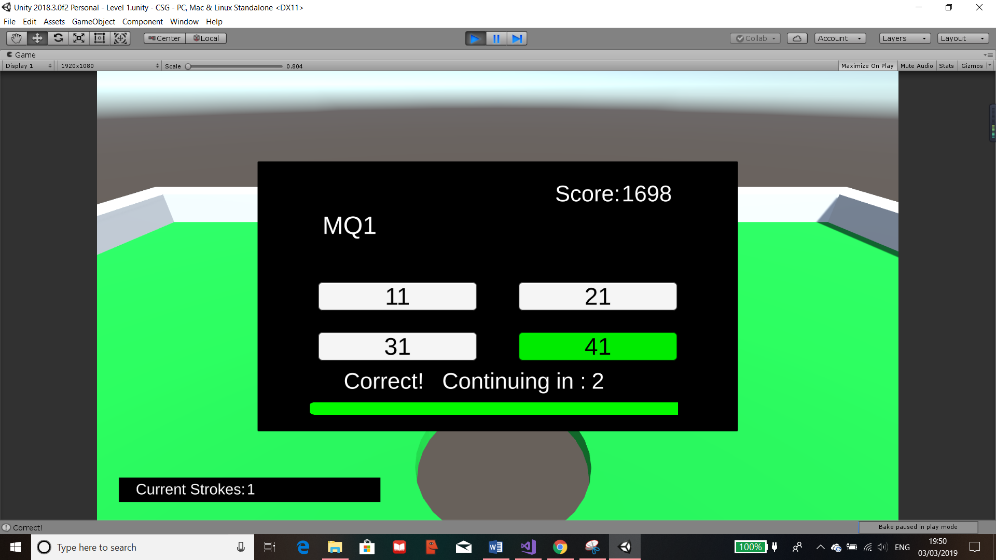 Unity 2018.3.0f2 Personal - Level 1.unity - CSG - PC, Mac & Linux Standalone <DX11>
File Edit Assets GameObject Component Window Help
Center Local Collab Account Layers Layout
Game
Display 1 1920x1080 Scale 0.804 Maximize On Play Mute Audio Stats Gizmos
Score:1698
MQ1
11 21
31 41
Correct! Continuing in : 2
Current Strokes:1
Correct! Bake paused in play mode
Type here to search 100% ENG 19:50
03/03/2019